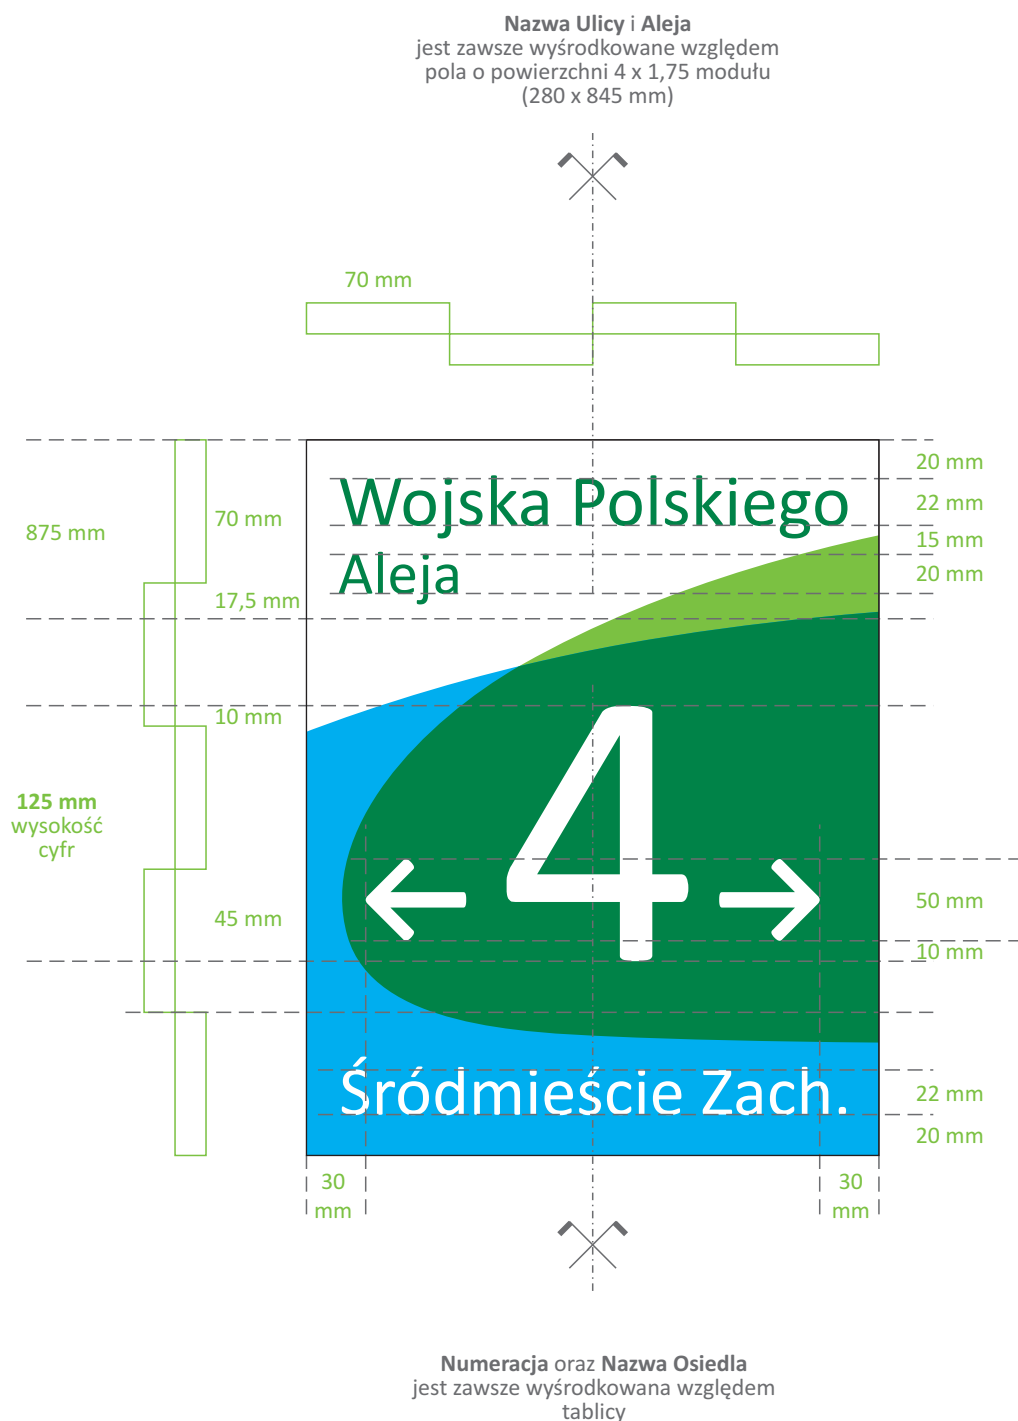 Nazwa Ulicy i Aleja
jest zawsze wyśrodkowane względem
pola o powierzchni 4 x 1,75 modułu
(280 x 845 mm)
70 mm
20 mm
Wojska Polskiego
22 mm
875 mm
70 mm
15 mm
Aleja
20 mm
17,5 mm
10 mm
4
125 mm
wysokość
cyfr
50 mm
45 mm
10 mm
Śródmieście Zach.
22 mm
20 mm
30
mm
30
mm
Numeracja oraz Nazwa Osiedla
jest zawsze wyśrodkowana względem
tablicy